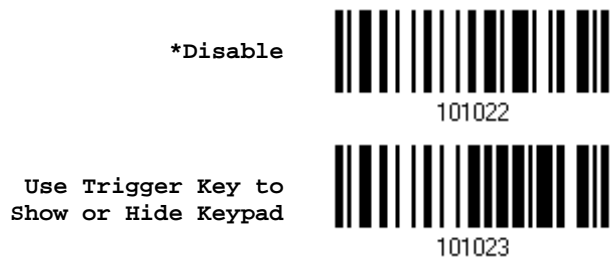 *Disable
101022
Use Trigger Key to
Show or Hide Keypad
101023